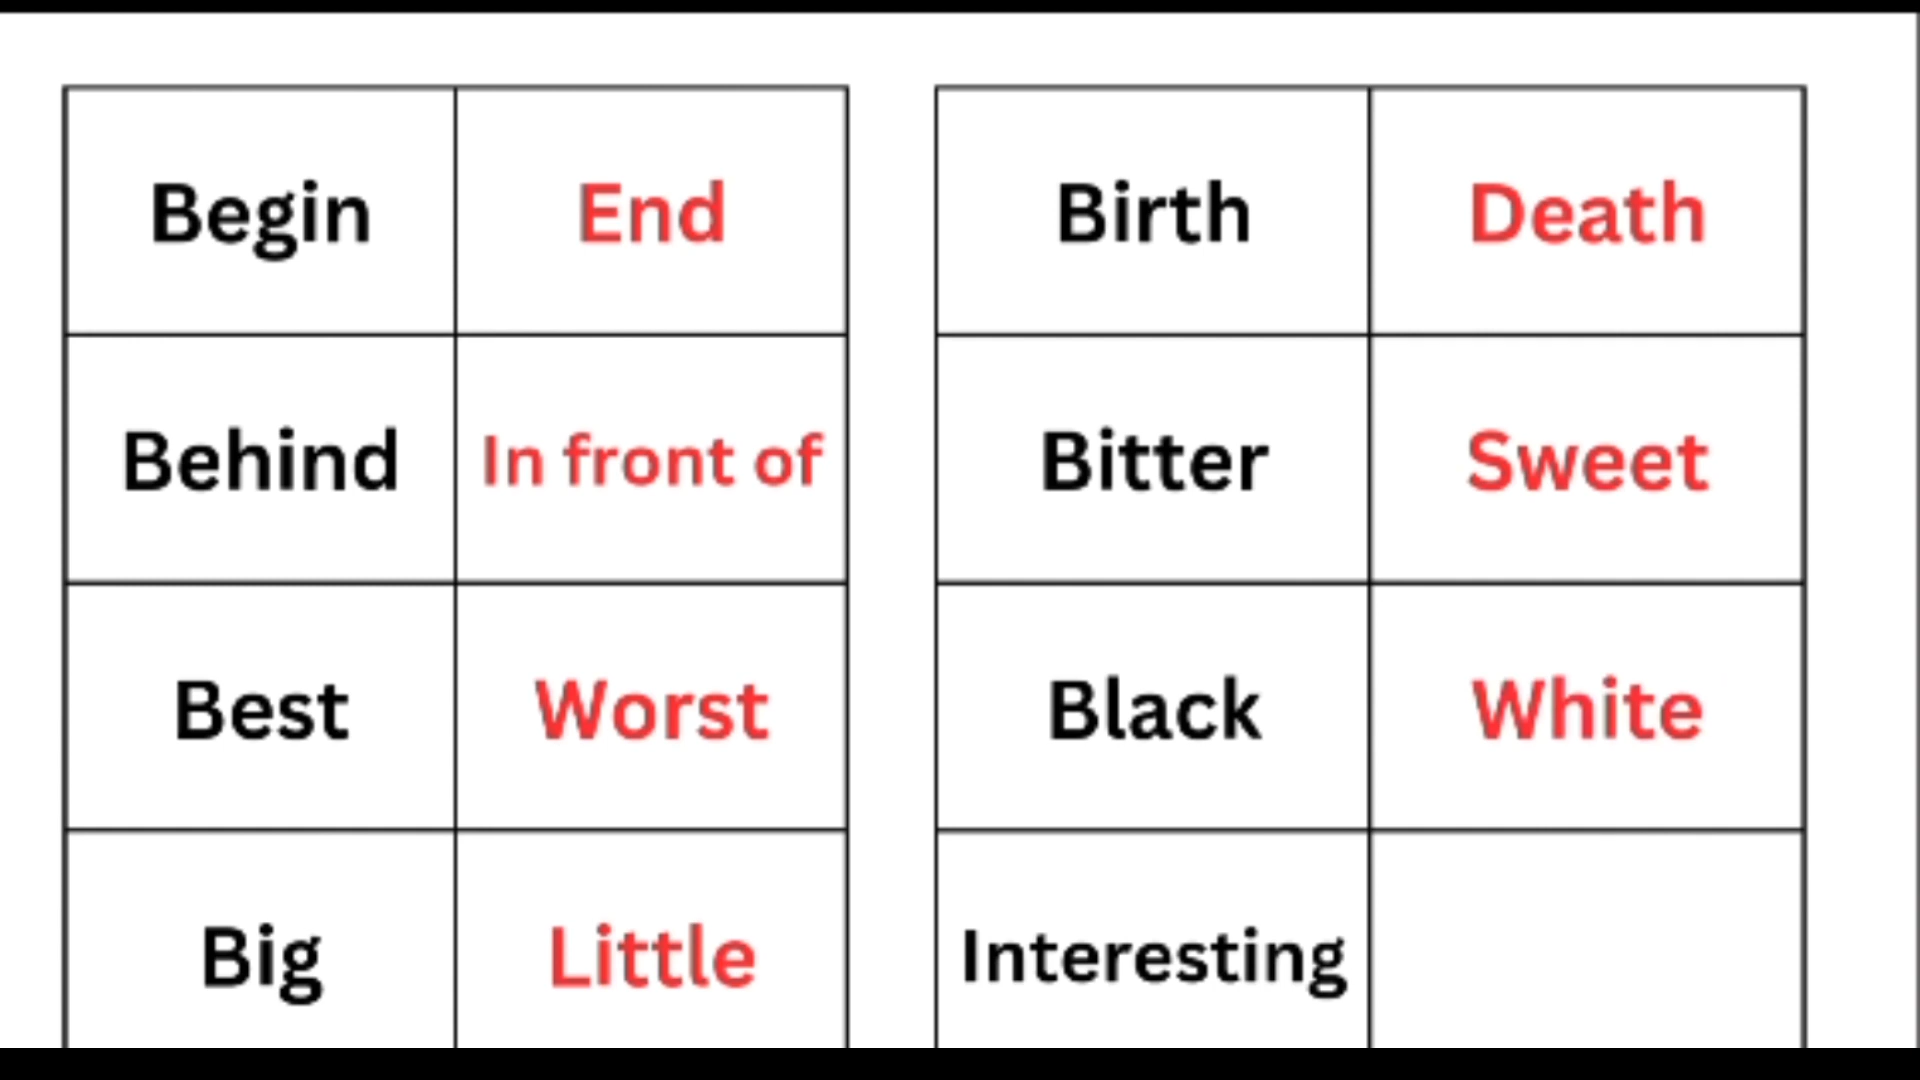 Begin End
Behind In front of
Best Worst
Big Little
Birth Death
Bitter Sweet
Black White
Interesting